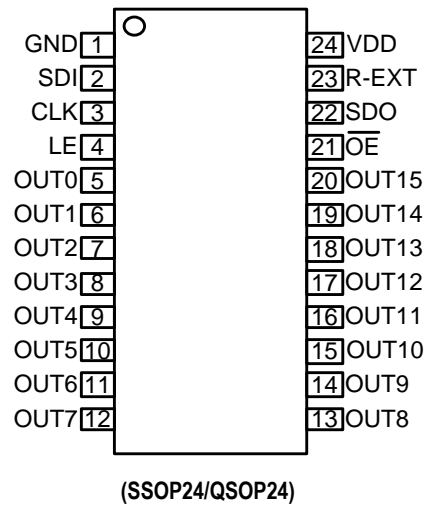 GND 1 24 VDD
SDI 2 23 R-EXT
CLK 3 22 SDO
LE 4 21 O̅E̅
OUT0 5 20 OUT15
OUT1 6 19 OUT14
OUT2 7 18 OUT13
OUT3 8 17 OUT12
OUT4 9 16 OUT11
OUT5 10 15 OUT10
OUT6 11 14 OUT9
OUT7 12 13 OUT8
(SSOP24/QSOP24)